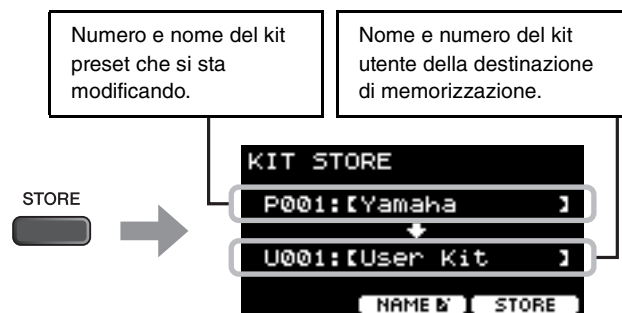 Numero e nome del kit
preset che si sta
modificando.
Nome e numero del kit
utente della destinazione
di memorizzazione.
STORE
KIT STORE
P001:[Yamaha ]
U001:[User Kit ]
NAME
STORE